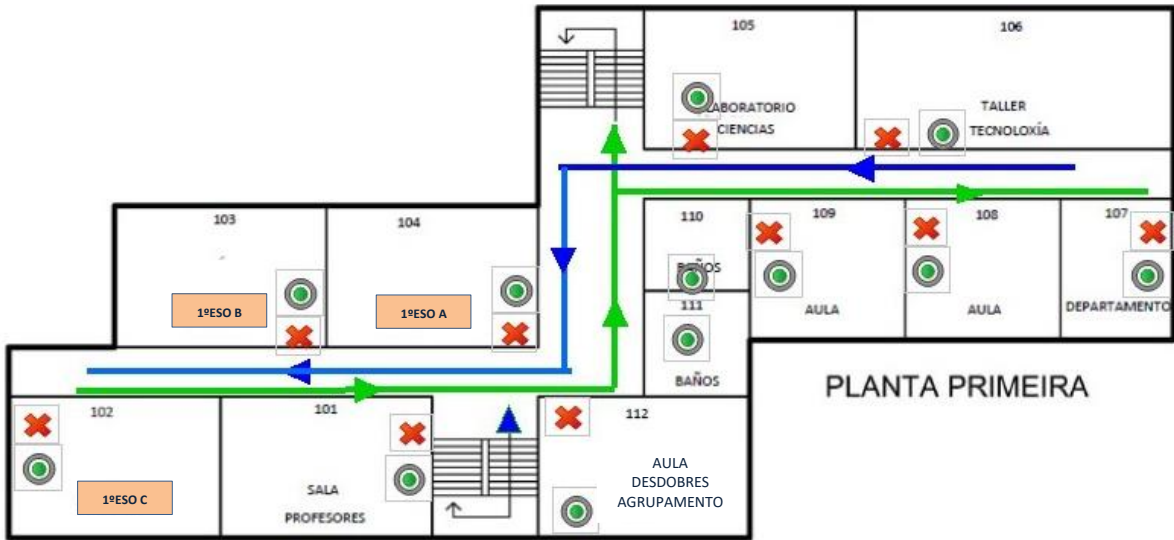 105
106
LABORATORIO
CIENCIAS
TALLER
TECNOLOXÍA
103
104
110
109
108
107
BAÑOS
1ºESO B
1ºESO A
111
AULA
AULA
DEPARTAMENTO
BAÑOS
PLANTA PRIMEIRA
102
101
112
1ºESO C
SALA
PROFESORES
AULA
DESDOBRES
AGRUPAMENTO